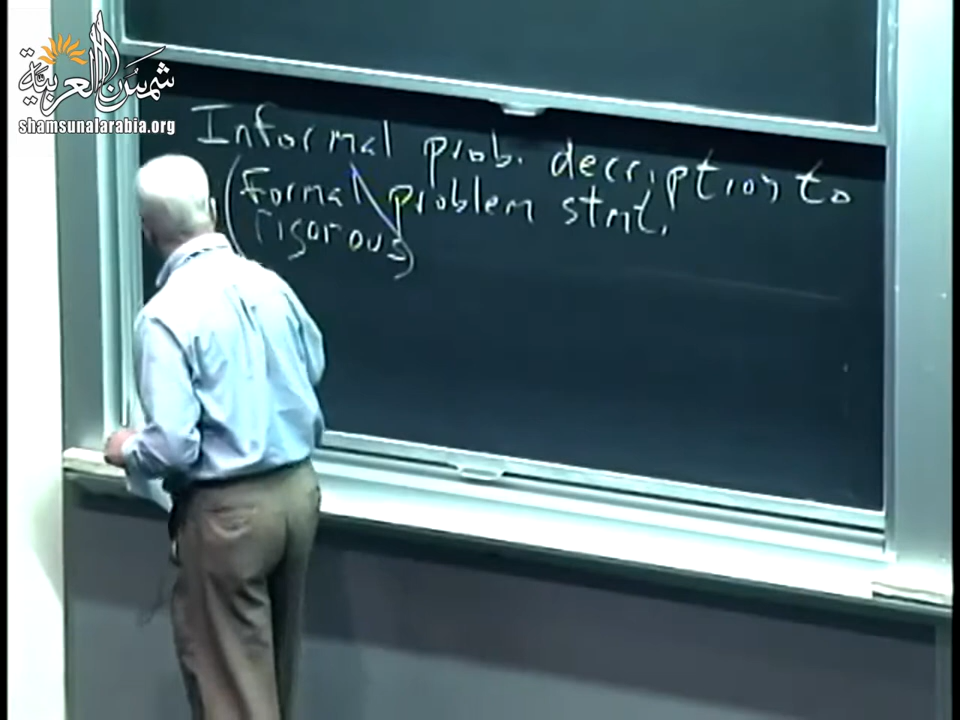 شمس العربية
shamsunalarabia.org
Informal prob. decription to
(Formal problem stmt.
rigorous)